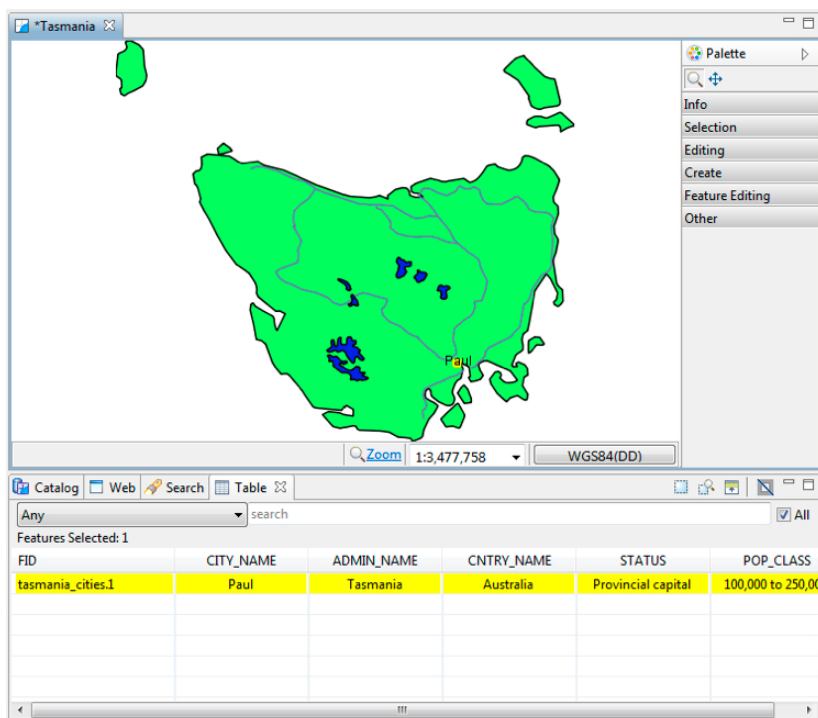 *Tasmania
Palette
Info
Selection
Editing
Create
Feature Editing
Other
Paul
Zoom 1:3,477,758 WGS84(DD)
Catalog Web Search Table
Any search All
Features Selected: 1
FID CITY_NAME ADMIN_NAME CNTRY_NAME STATUS POP_CLASS
tasmania_cities.1 Paul Tasmania Australia Provincial capital 100,000 to 250,00